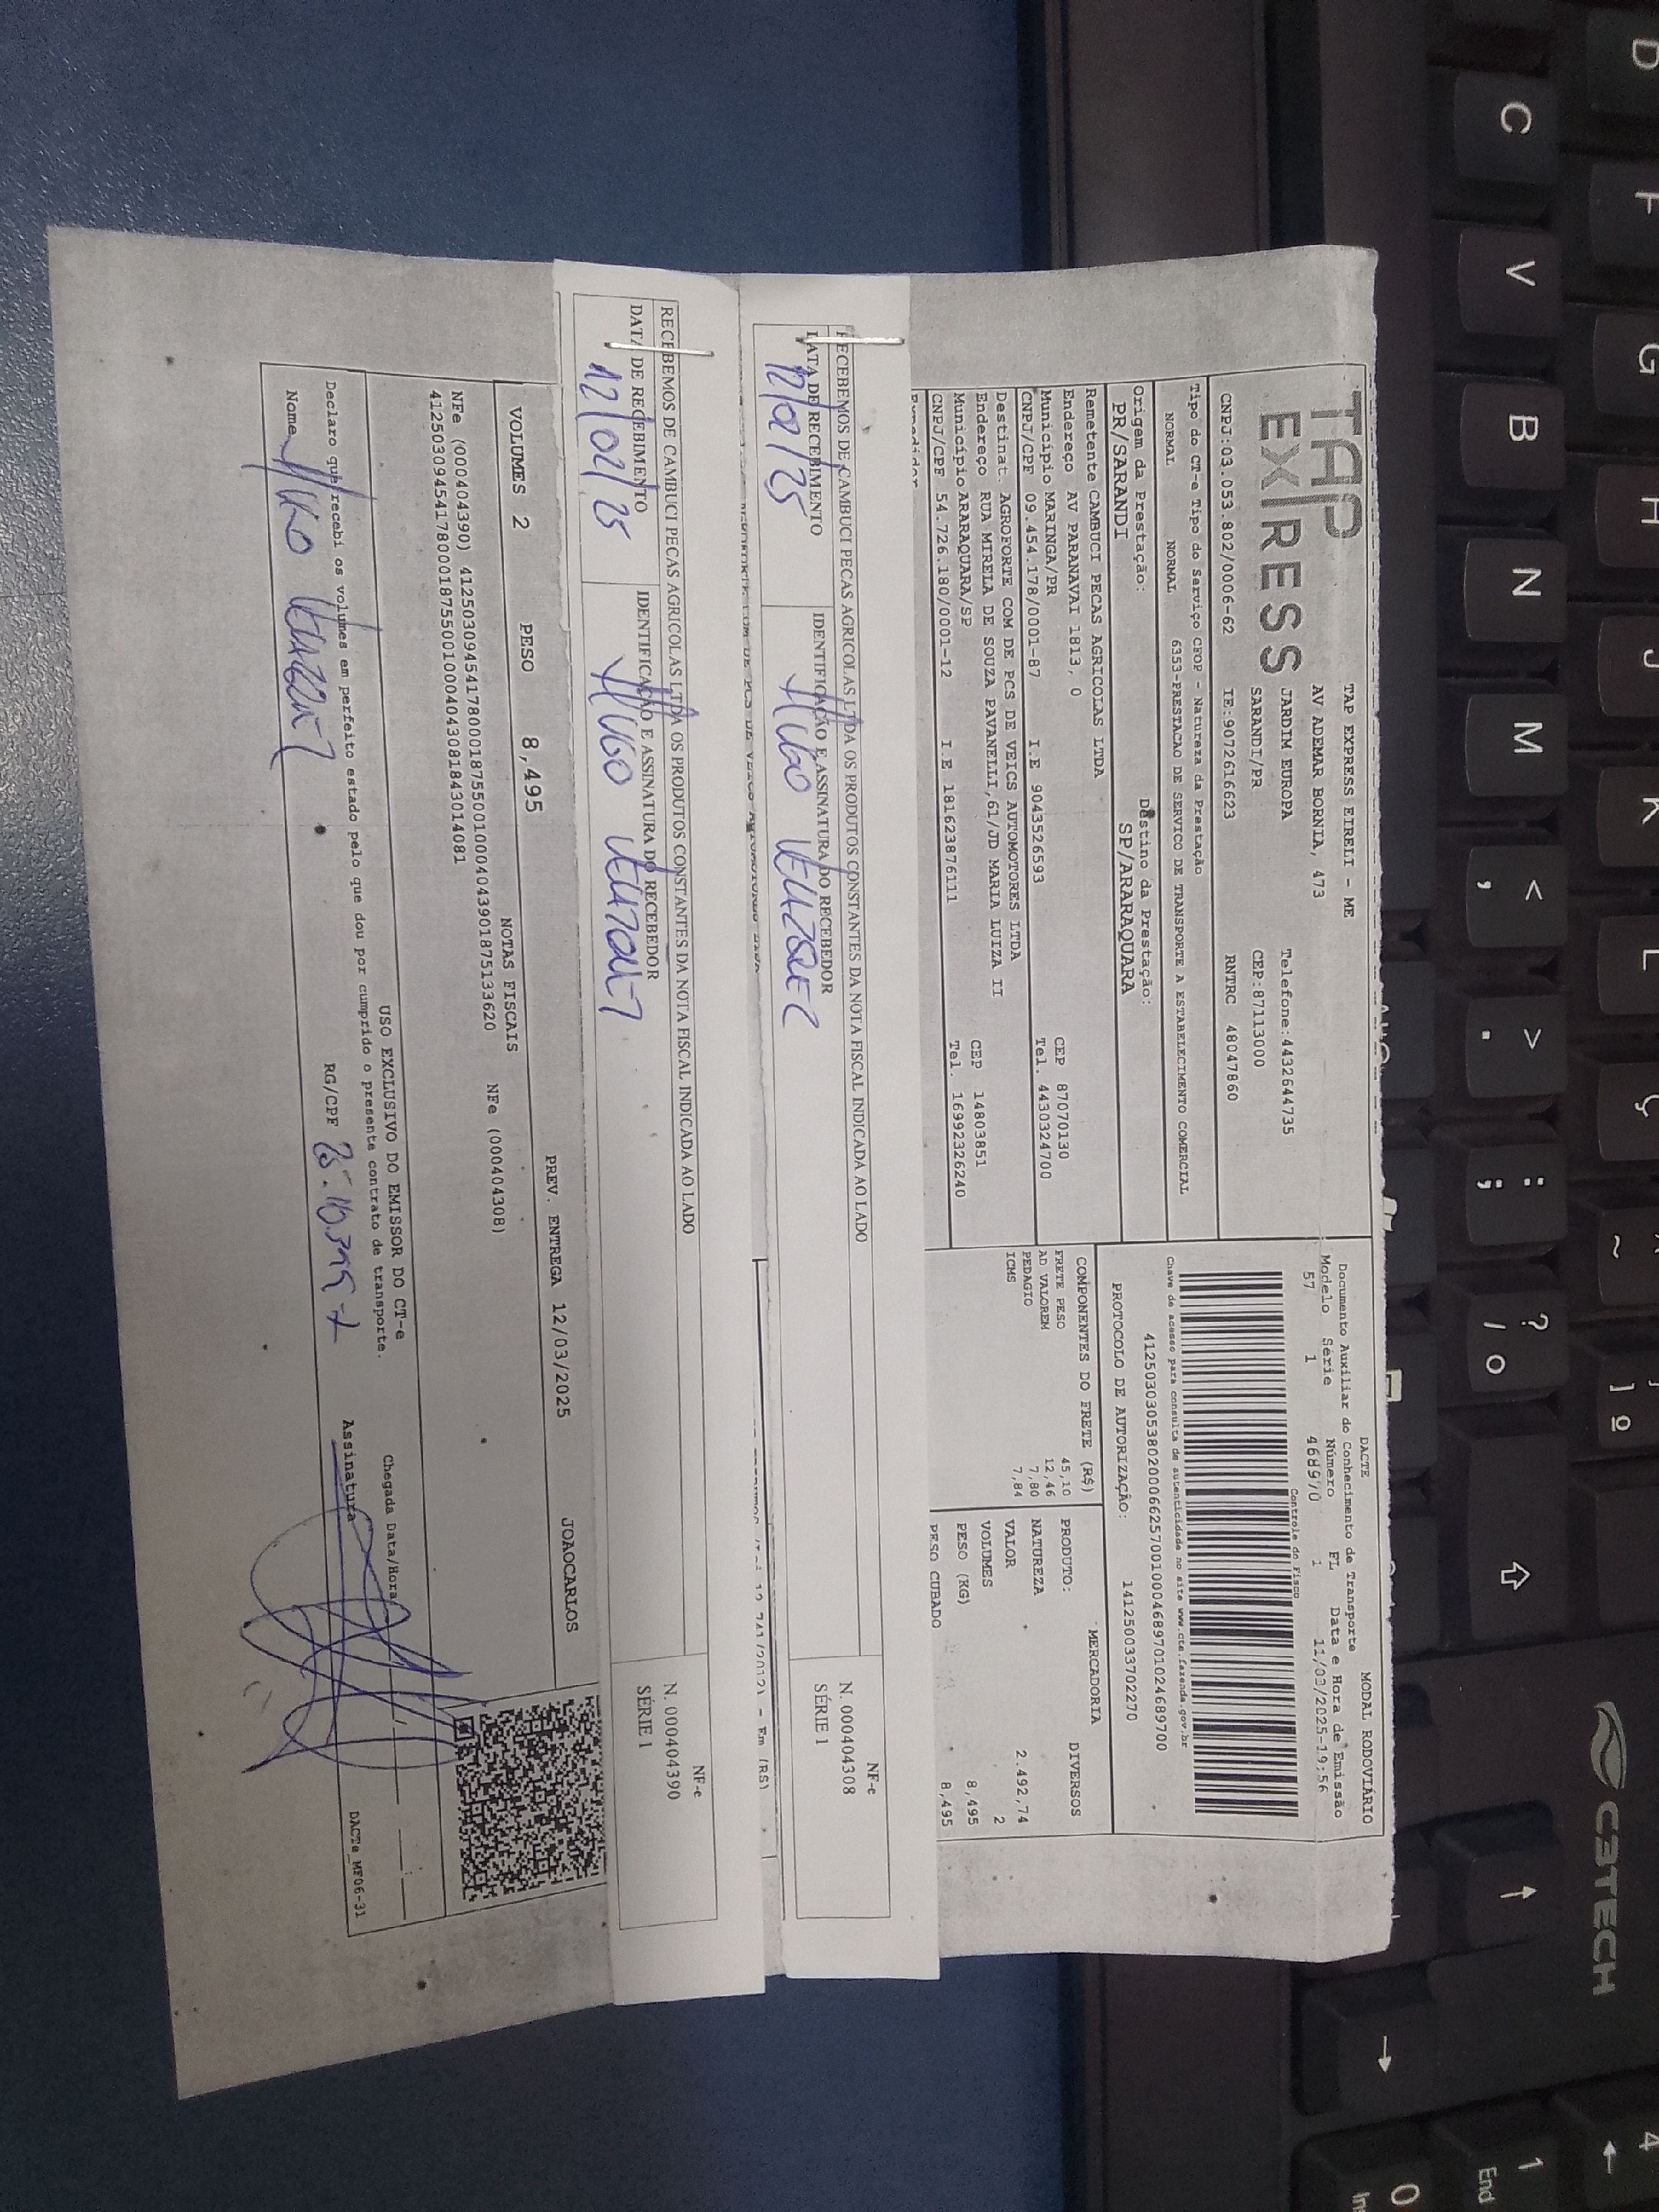 TAP
EXPRESS
TAP EXPRESS EIRELI - ME
AV ADEMAR BORNIA, 473
JARDIM EUROPA Telefone:4432644735
SARANDI/PR CEP:87113000
CNPJ:03.053.802/0006-62 IE:9072616623 RNTRC 48047860
DACTE MODAL RODOVIÁRIO
Documento Auxiliar do Conhecimento de Transporte
Modelo Série Número FL Data e Hora de Emissão
57 1 468970 1 11/03/2025-19:56
Controle do Fisco
Tipo do CT-e Tipo do Serviço CFOP - Natureza da Prestação
NORMAL NORMAL 6353-PRESTACAO DE SERVICO DE TRANSPORTE A ESTABELECIMENTO COMERCIAL
Chave de acesso para consulta de autenticidade no site www.cte.fazenda.gov.br
41250303053802000662570010004689701024689700
Origem da Prestação: Destino da Prestação:
PR/SARANDI SP/ARARAQUARA
PROTOCOLO DE AUTORIZAÇÃO: 141250033702270
Remetente CAMBUCI PECAS AGRICOLAS LTDA
Endereço AV PARANAVAI 1813, 0 CEP 87070130
Município MARINGA/PR Tel. 4430324700
CNPJ/CPF 09.454.178/0001-87 I.E 9043526593
Destinat. AGROFORTE COM DE PCS DE VEICS AUTOMOTORES LTDA
Endereço RUA MIRELA DE SOUZA PAVANELLI,61/JD MARIA LUIZA II CEP 14803851
Município ARARAQUARA/SP Tel. 16992326240
CNPJ/CPF 54.726.180/0001-12 I.E 181623876111
COMPONENTES DO FRETE (R$)
FRETE PESO 45,10
AD VALOREM 12,46
PEDAGIO 7,80
ICMS 7,84
MERCADORIA
PRODUTO: DIVERSOS
NATUREZA
VALOR 2.492,74
VOLUMES 2
PESO (KG) 8,495
PESO CUBADO 8,495
RECEBEMOS DE CAMBUCI PECAS AGRICOLAS LTDA OS PRODUTOS CONSTANTES DA NOTA FISCAL INDICADA AO LADO
DATA DE RECEBIMENTO IDENTIFICAÇÃO E ASSINATURA DO RECEBEDOR
12/02/25 HUGO
NF-e
N. 000404308
SÉRIE 1
RECEBEMOS DE CAMBUCI PECAS AGRICOLAS LTDA OS PRODUTOS CONSTANTES DA NOTA FISCAL INDICADA AO LADO
DATA DE RECEBIMENTO IDENTIFICAÇÃO E ASSINATURA DO RECEBEDOR
12/02/25 HUGO
NF-e
N. 000404390
SÉRIE 1
VOLUMES 2 PESO 8,495 PREV. ENTREGA 12/03/2025 JOAOCARLOS
NOTAS FISCAIS
NFe (000404390) 41250309454178000187550010004043901875133620 NFe (000404308)
41250309454178000187550010004043081843014081
USO EXCLUSIVO DO EMISSOR DO CT-e
Declaro que recebi os volumes em perfeito estado pelo que dou por cumprido o presente contrato de transporte.
Chegada Data/Hora
Nome HUGO RG/CPF Assinatura
DACTe_MF06-31